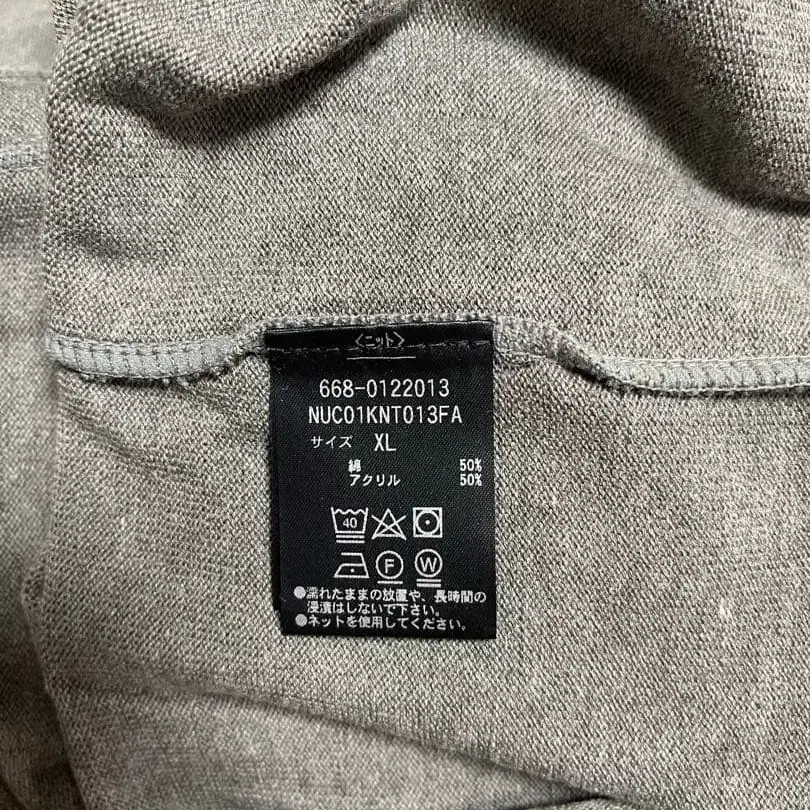 〈ニット〉
668-0122013
NUC01KNT013FA
サイズ XL
綿 50%
アクリル 50%
40
F W
●濡れたままの放置や、長時間の
浸漬はしないで下さい。
●ネットを使用してください。